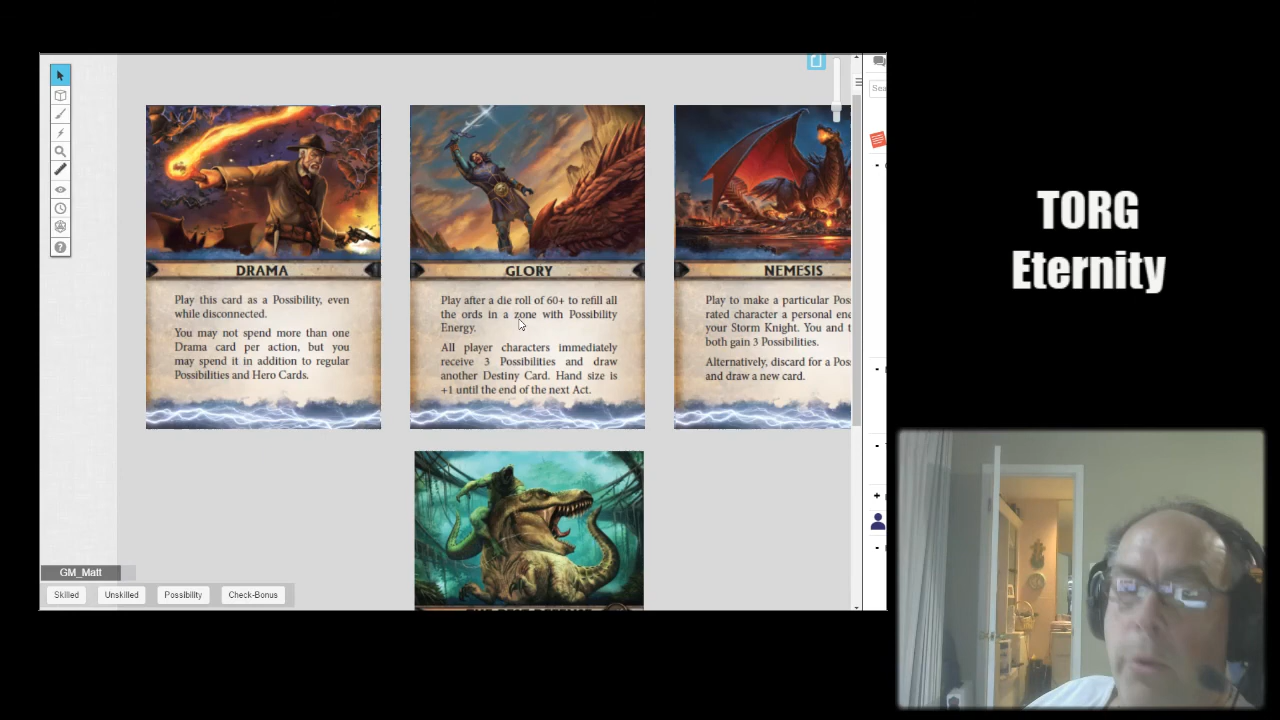 TORG
Eternity
DRAMA
Play this card as a Possibility, even
while disconnected.
You may not spend more than one
Drama card per action, but you
may spend it in addition to regular
Possibilities and Hero Cards.
GLORY
Play after a die roll of 60+ to refill all
the ords in a zone with Possibility
Energy.
All player characters immediately
receive 3 Possibilities and draw
another Destiny Card. Hand size is
+1 until the end of the next Act.
NEMESIS
Play to make a particular Pos
rated character a personal ene
your Storm Knight. You and t
both gain 3 Possibilities.
Alternatively, discard for a Pos
and draw a new card.
Sea
GM_Matt
Skilled
Unskilled
Possibility
Check-Bonus